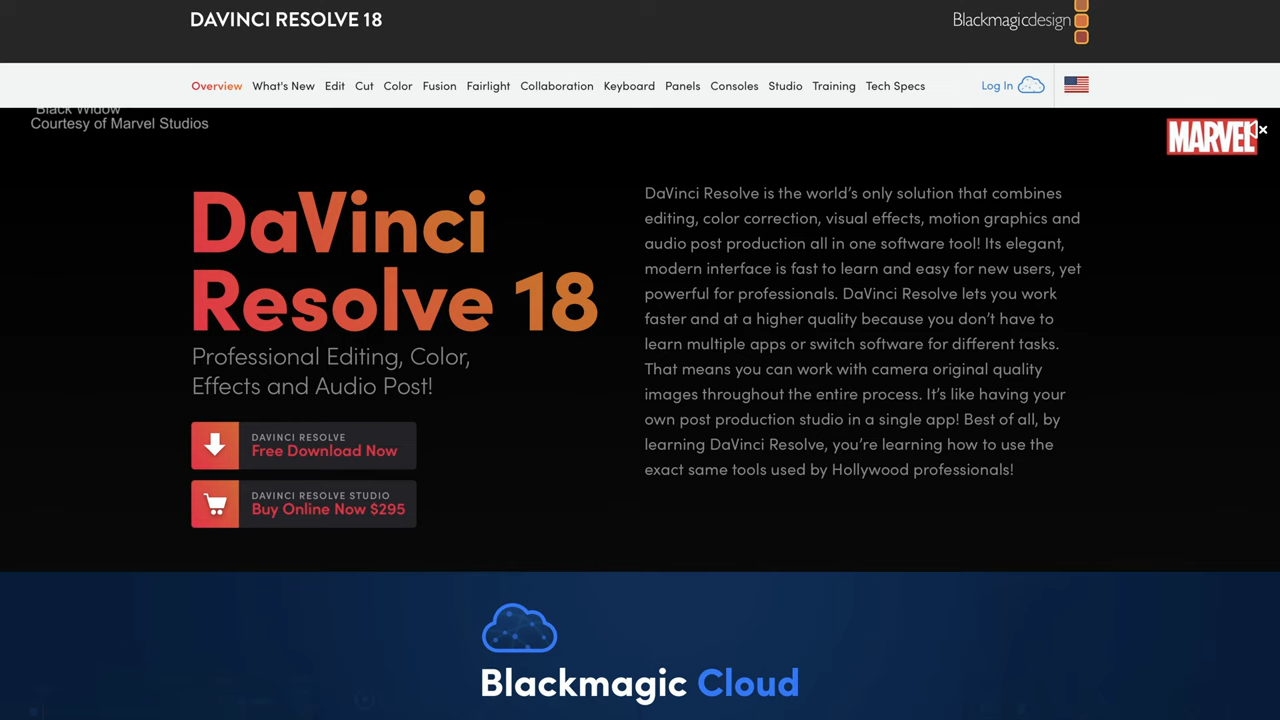 DAVINCI RESOLVE 18
Blackmagicdesign
Overview What's New Edit Cut Color Fusion Fairlight Collaboration Keyboard Panels Consoles Studio Training Tech Specs Log In
Black Widow
Courtesy of Marvel Studios
MARVEL
DaVinci
Resolve 18
Professional Editing, Color,
Effects and Audio Post!
DAVINCI RESOLVE
Free Download Now
DAVINCI RESOLVE STUDIO
Buy Online Now $295
DaVinci Resolve is the world’s only solution that combines
editing, color correction, visual effects, motion graphics and
audio post production all in one software tool! Its elegant,
modern interface is fast to learn and easy for new users, yet
powerful for professionals. DaVinci Resolve lets you work
faster and at a higher quality because you don’t have to
learn multiple apps or switch software for different tasks.
That means you can work with camera original quality
images throughout the entire process. It’s like having your
own post production studio in a single app! Best of all, by
learning DaVinci Resolve, you’re learning how to use the
exact same tools used by Hollywood professionals!
Blackmagic Cloud